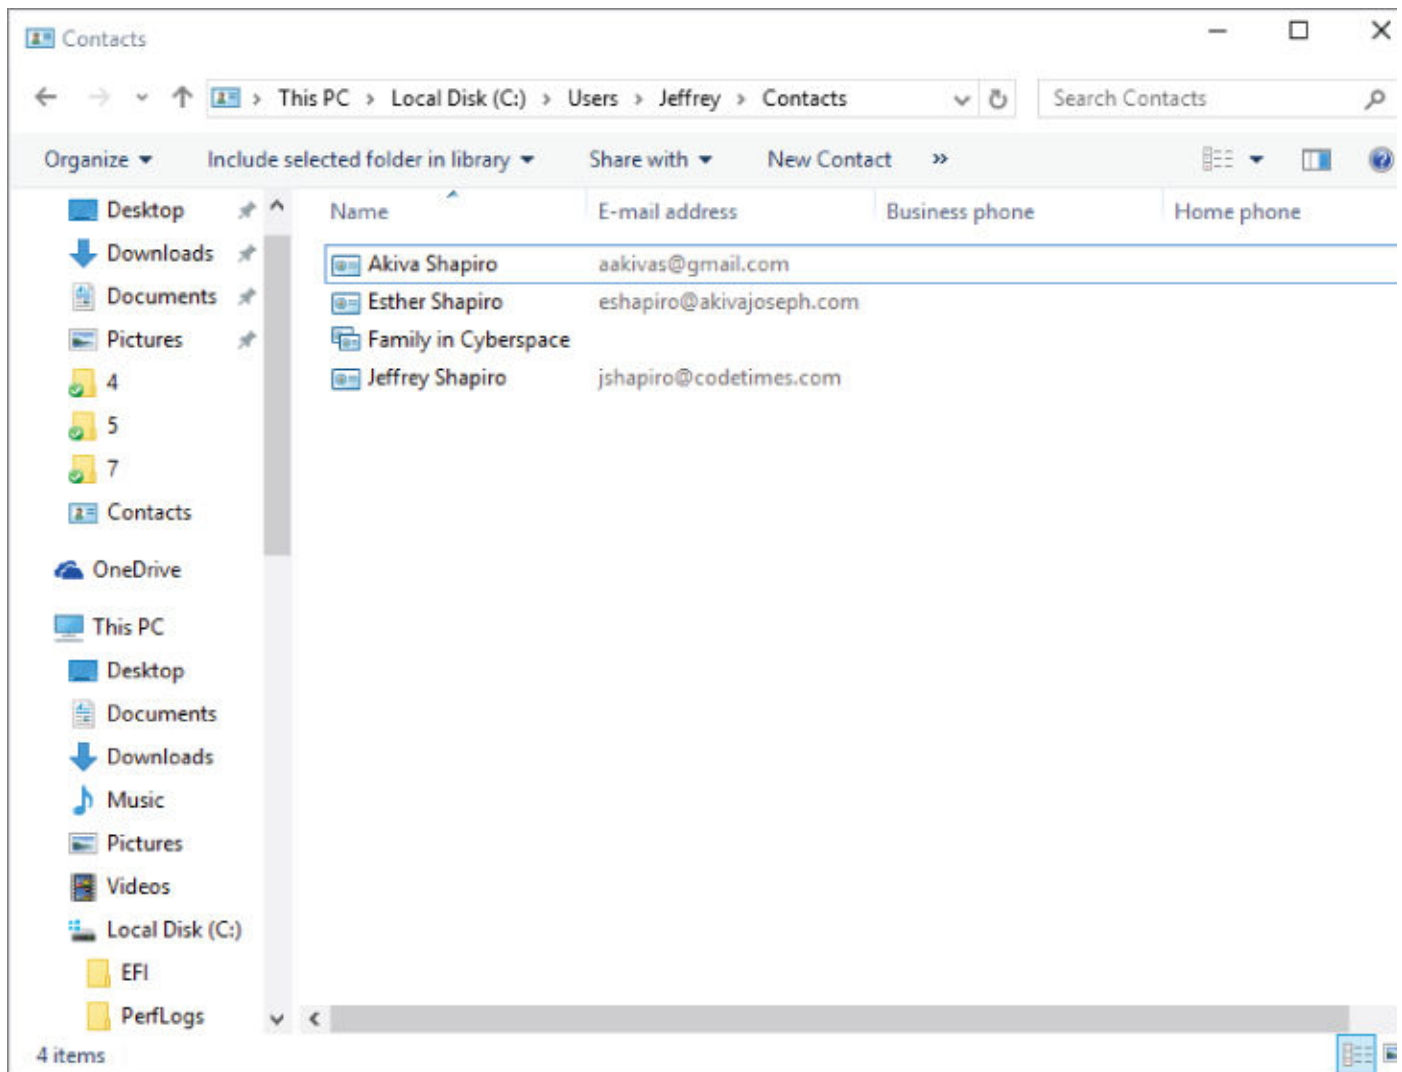 Contacts
This PC > Local Disk (C:) > Users > Jeffrey > Contacts
Search Contacts
Organize
Include selected folder in library
Share with
New Contact
»
Desktop
Downloads
Documents
Pictures
4
5
7
Contacts
OneDrive
This PC
Desktop
Documents
Downloads
Music
Pictures
Videos
Local Disk (C:)
EFI
PerfLogs
Name E-mail address Business phone Home phone
Akiva Shapiro aakivas@gmail.com
Esther Shapiro eshapiro@akivajoseph.com
Family in Cyberspace
Jeffrey Shapiro jshapiro@codetimes.com
4 items